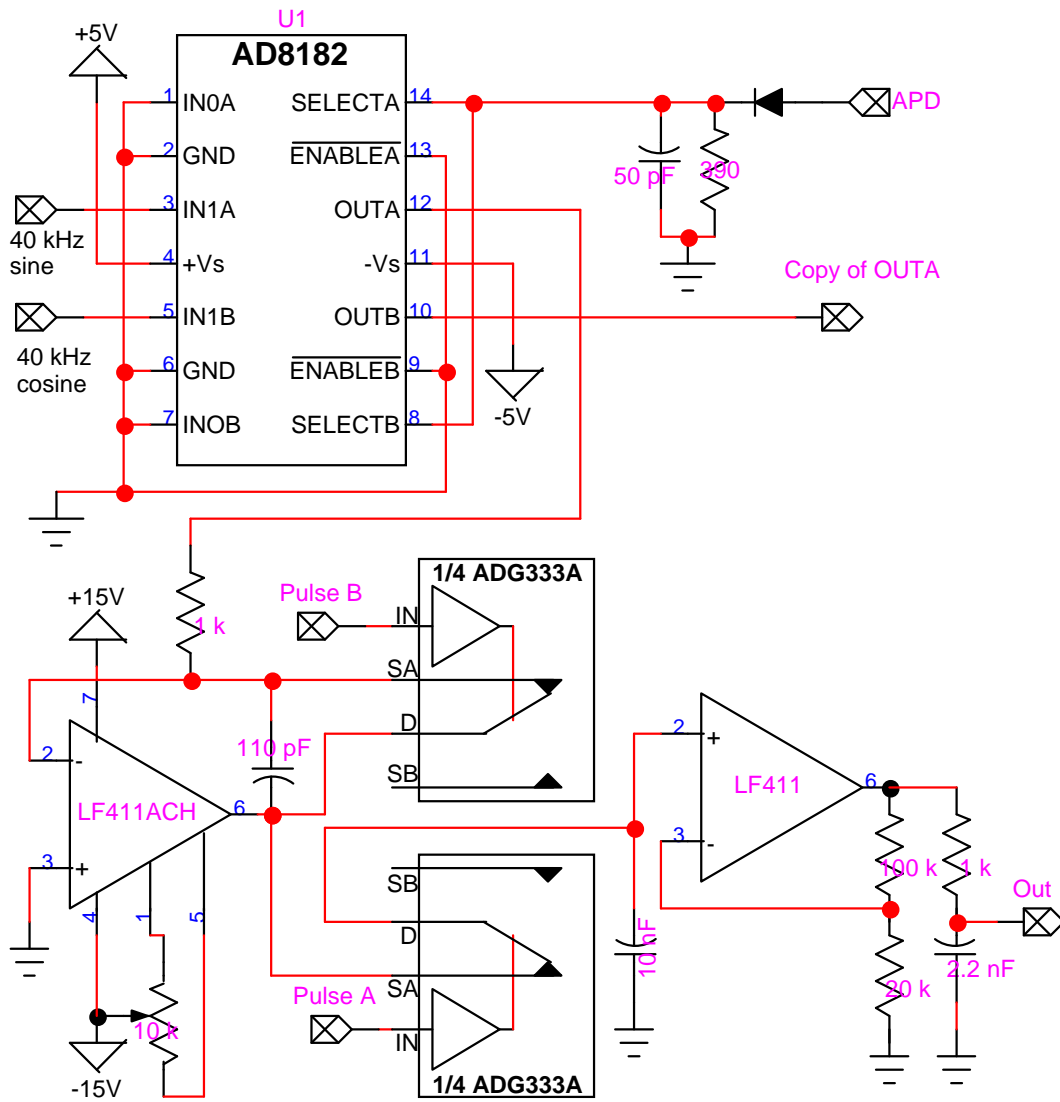 U1
+5V
AD8182
1 IN0A SELECTA 14
APD
2 GND ENABLEA 13
50 pF 390
3 IN1A OUTA 12
40 kHz
sine
4 +Vs -Vs 11
Copy of OUTA
5 IN1B OUTB 10
40 kHz
cosine
6 GND ENABLEB 9
-5V
7 INOB SELECTB 8
1/4 ADG333A
+15V
Pulse B
IN
1 k
SA
7
D
2
-
110 pF
SB
LF411ACH
6
3
+
4
1
5
10 k
-15V
SB
D
SA
Pulse A
IN
1/4 ADG333A
10 nF
2
+
LF411
6
3
-
100 k
1 k
Out
20 k
2.2 nF